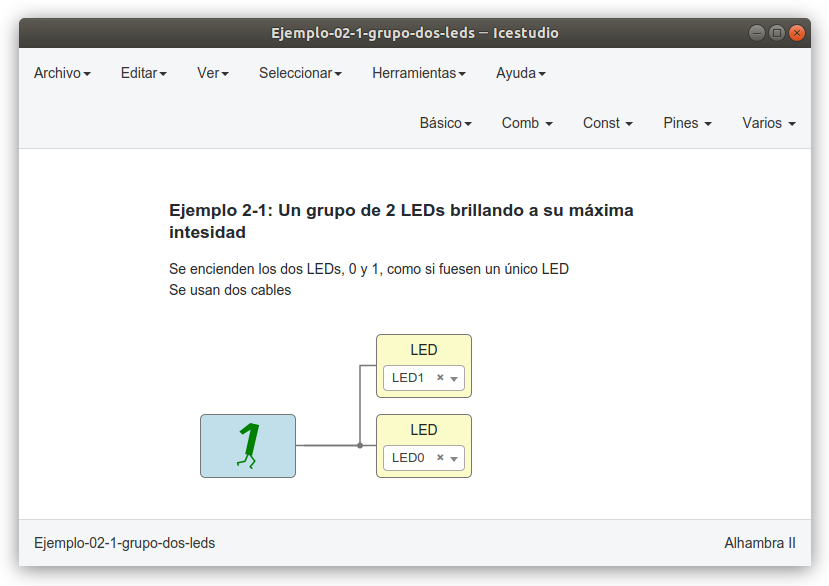 Ejemplo-02-1-grupo-dos-leds — Icestudio
Archivo Editar Ver Seleccionar Herramientas Ayuda
Básico Comb Const Pines Varios
Ejemplo 2-1: Un grupo de 2 LEDs brillando a su máxima
intesidad
Se encienden los dos LEDs, 0 y 1, como si fuesen un único LED
Se usan dos cables
LED
LED1
1
LED
LED0
Ejemplo-02-1-grupo-dos-leds Alhambra II